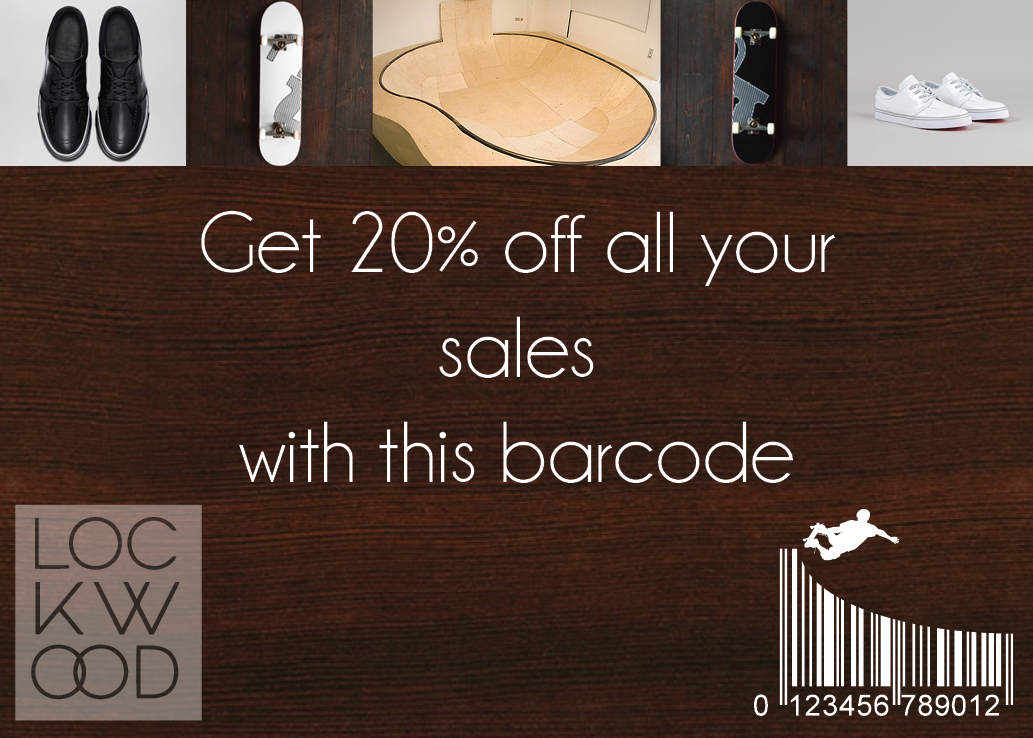 Get 20% off all your
sales
with this barcode
LOC
KW
OOD
0 123456 789012